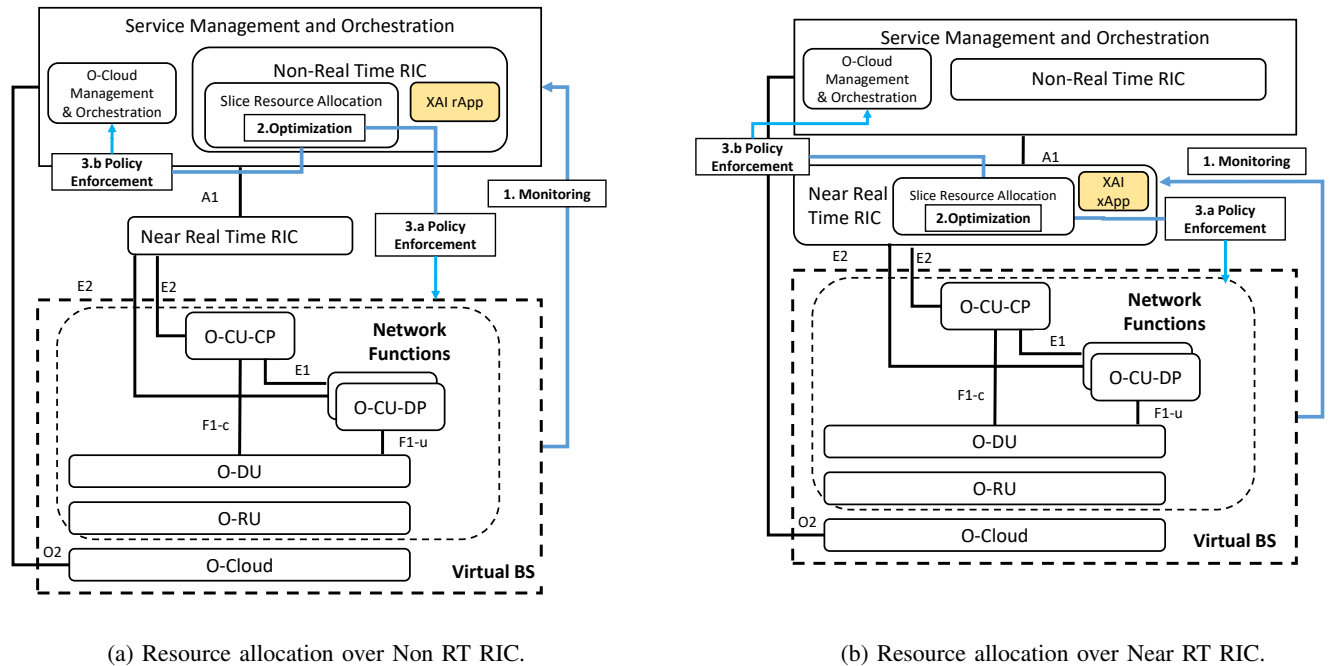 Service Management and Orchestration
O-Cloud
Management
& Orchestration
Non-Real Time RIC
Slice Resource Allocation
2.Optimization
XAI rApp
3.b Policy
Enforcement
1. Monitoring
A1
3.a Policy
Enforcement
Near Real Time RIC
E2
E2
O-CU-CP
Network
Functions
E1
O-CU-DP
F1-c
F1-u
O-DU
O-RU
O2
O-Cloud
Virtual BS
(a) Resource allocation over Non RT RIC.
Service Management and Orchestration
O-Cloud
Management
& Orchestration
Non-Real Time RIC
3.b Policy
Enforcement
A1
1. Monitoring
Near Real
Time RIC
Slice Resource Allocation
2.Optimization
XAI
xApp
3.a Policy
Enforcement
E2
E2
O-CU-CP
Network
Functions
E1
O-CU-DP
F1-c
F1-u
O-DU
O-RU
O2
O-Cloud
Virtual BS
(b) Resource allocation over Near RT RIC.